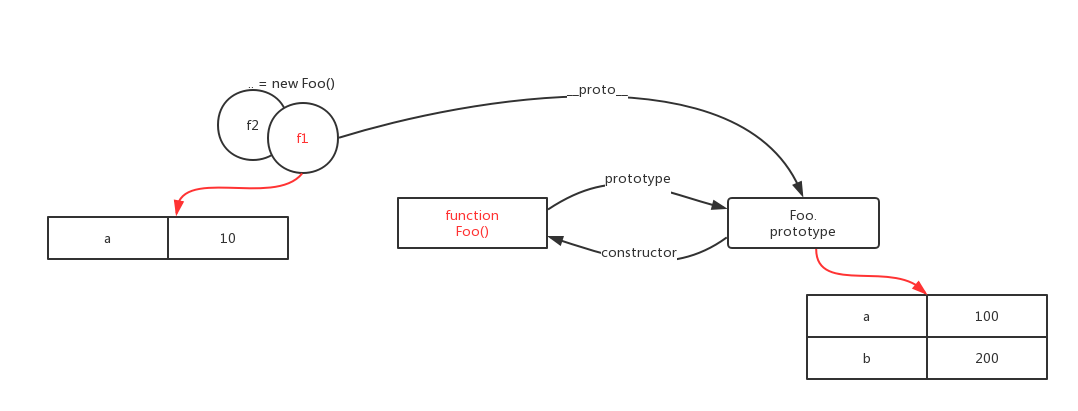 .. = new Foo()
__proto__
f2
f1
prototype
function
Foo()
Foo.
prototype
a
10
constructor
a
100
b
200